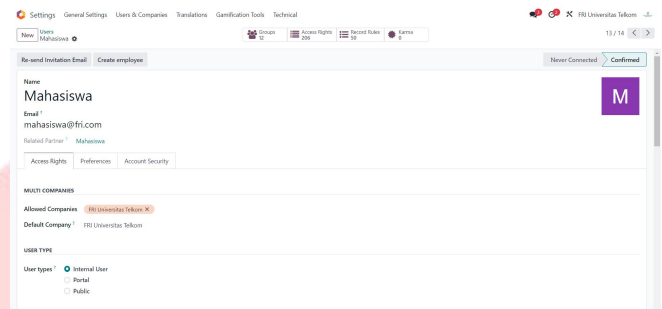 Settings General Settings Users & Companies Translations Gamification Tools Technical FRI Universitas Telkom
New Users Groups 12 Access Rights 206 Record Rules 50 Karma 0 13 / 14
Mahasiswa
Re-send Invitation Email Create employee Never Connected Confirmed
Name
Mahasiswa
M
Email ?
mahasiswa@fri.com
Related Partner ? Mahasiswa
Access Rights Preferences Account Security
MULTI COMPANIES
Allowed Companies FRI Universitas Telkom ×
Default Company ? FRI Universitas Telkom
USER TYPE
User types ? Internal User
Portal
Public